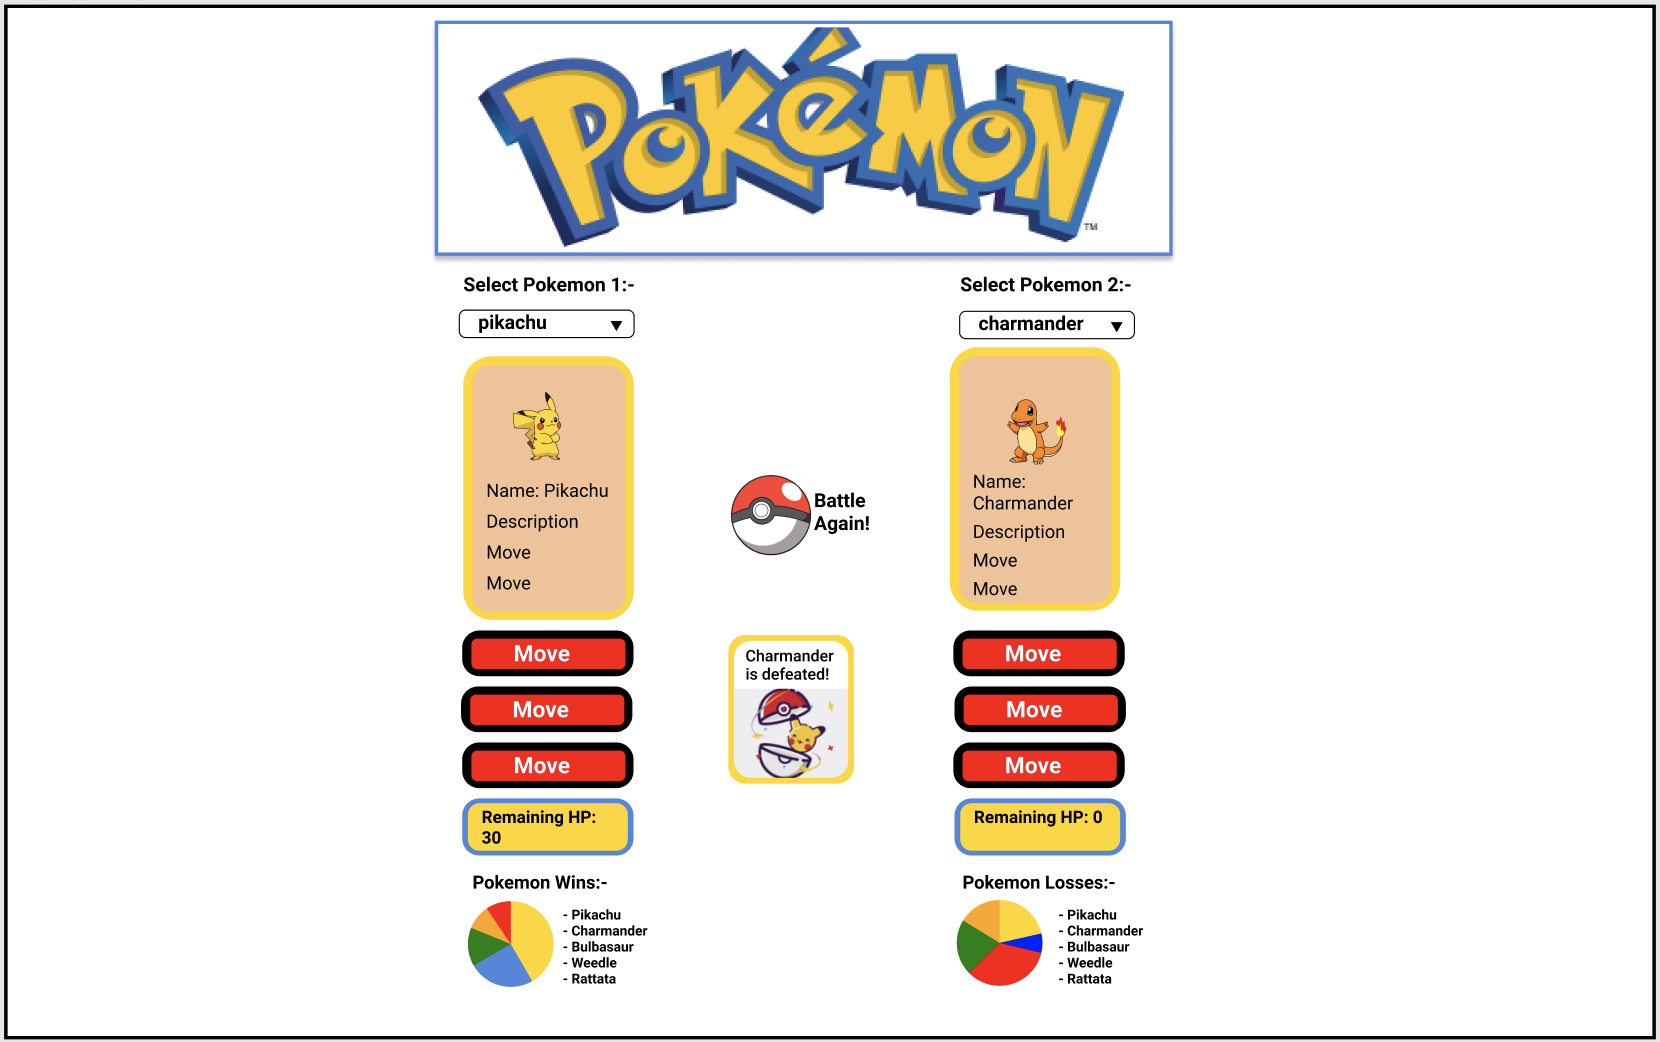 POKéMON
TM
Select Pokemon 1:-
pikachu
Name: Pikachu
Description
Move
Move
Move
Move
Move
Remaining HP:
30
Pokemon Wins:-
- Pikachu
- Charmander
- Bulbasaur
- Weedle
- Rattata
Battle
Again!
Charmander
is defeated!
Select Pokemon 2:-
charmander
Name:
Charmander
Description
Move
Move
Move
Move
Move
Remaining HP: 0
Pokemon Losses:-
- Pikachu
- Charmander
- Bulbasaur
- Weedle
- Rattata